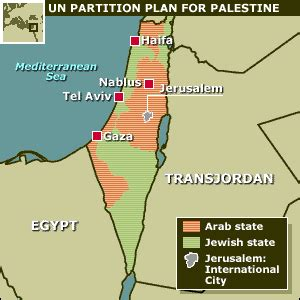 UN PARTITION PLAN FOR PALESTINE
Haifa
Mediterranean
Sea
Nablus
Jerusalem
Tel Aviv
Gaza
TRANSJORDAN
EGYPT
Arab state
Jewish state
Jerusalem:
International
City